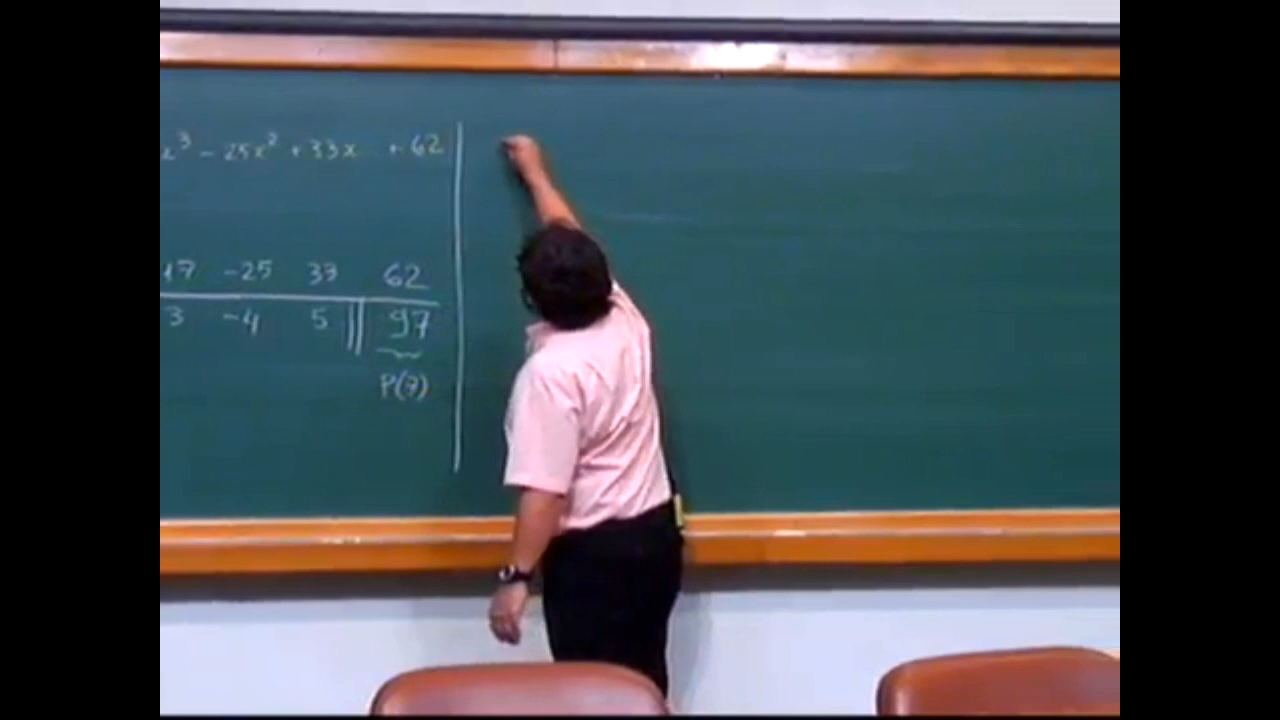 x³ - 25x² + 33x + 62
17 -25 33 62
3 -4 5 || 97
P(7)